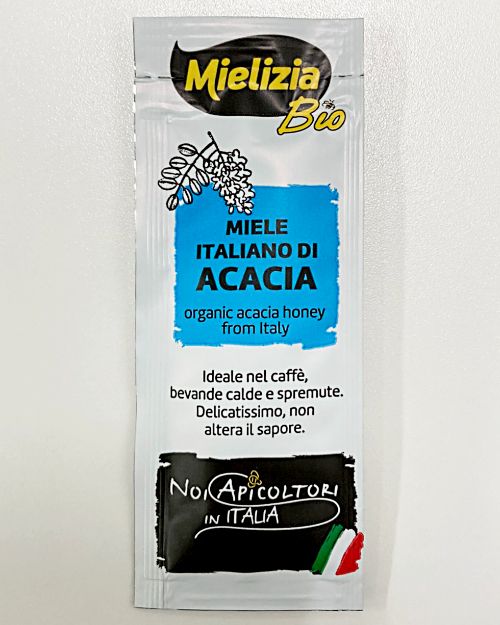 Mielizia
Bio
MIELE
ITALIANO DI
ACACIA
organic acacia honey
from Italy
Ideale nel caffè,
bevande calde e spremute.
Delicatissimo, non
altera il sapore.
NOI APICOLTORI
IN ITALIA